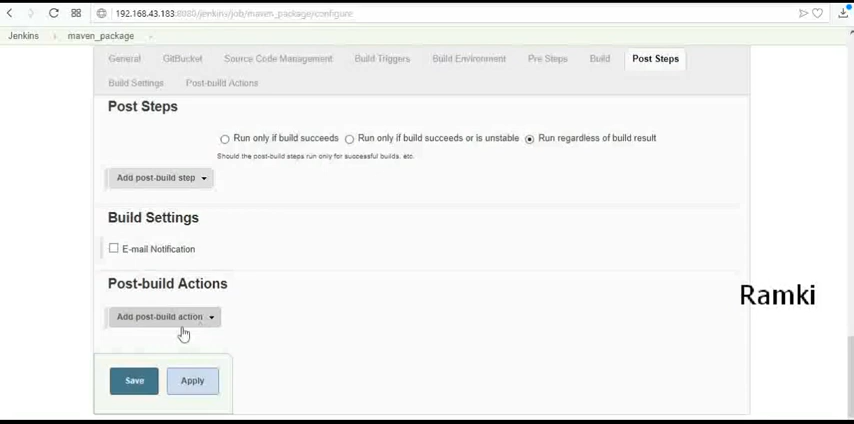 192.168.43.183:8080/jenkins/job/maven_package/configure
Jenkins maven_package
General GitBucket Source Code Management Build Triggers Build Environment Pre Steps Build Post Steps
Build Settings Post-build Actions
Post Steps
Run only if build succeeds Run only if build succeeds or is unstable Run regardless of build result
Should the post-build steps run only for successful builds, etc.
Add post-build step
Build Settings
E-mail Notification
Post-build Actions
Ramki
Add post-build action
Save Apply